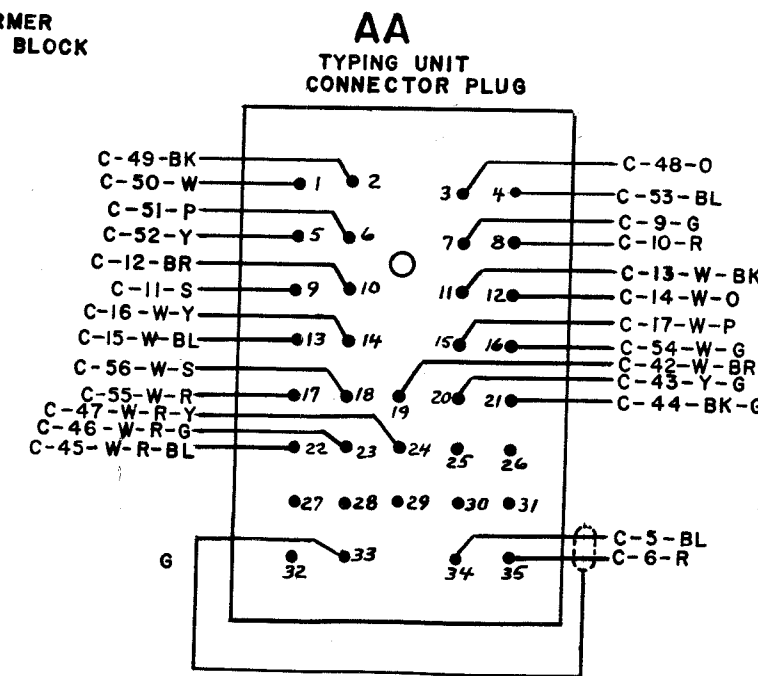 RMER
BLOCK
AA
TYPING UNIT
CONNECTOR PLUG
C-49-BK
C-50-W
1
2
3
4
C-48-O
C-53-BL
C-51-P
C-52-Y
5
6
7
8
C-9-G
C-10-R
C-12-BR
C-11-S
9
10
11
12
C-13-W-BK
C-14-W-O
C-16-W-Y
C-15-W-BL
13
14
15
16
C-17-W-P
C-54-W-G
C-56-W-S
C-55-W-R
17
18
19
20
21
C-42-W-BR
C-43-Y-G
C-44-BK-G
C-47-W-R-Y
C-46-W-R-G
C-45-W-R-BL
22
23
24
25
26
27
28
29
30
31
G
32
33
34
35
C-5-BL
C-6-R